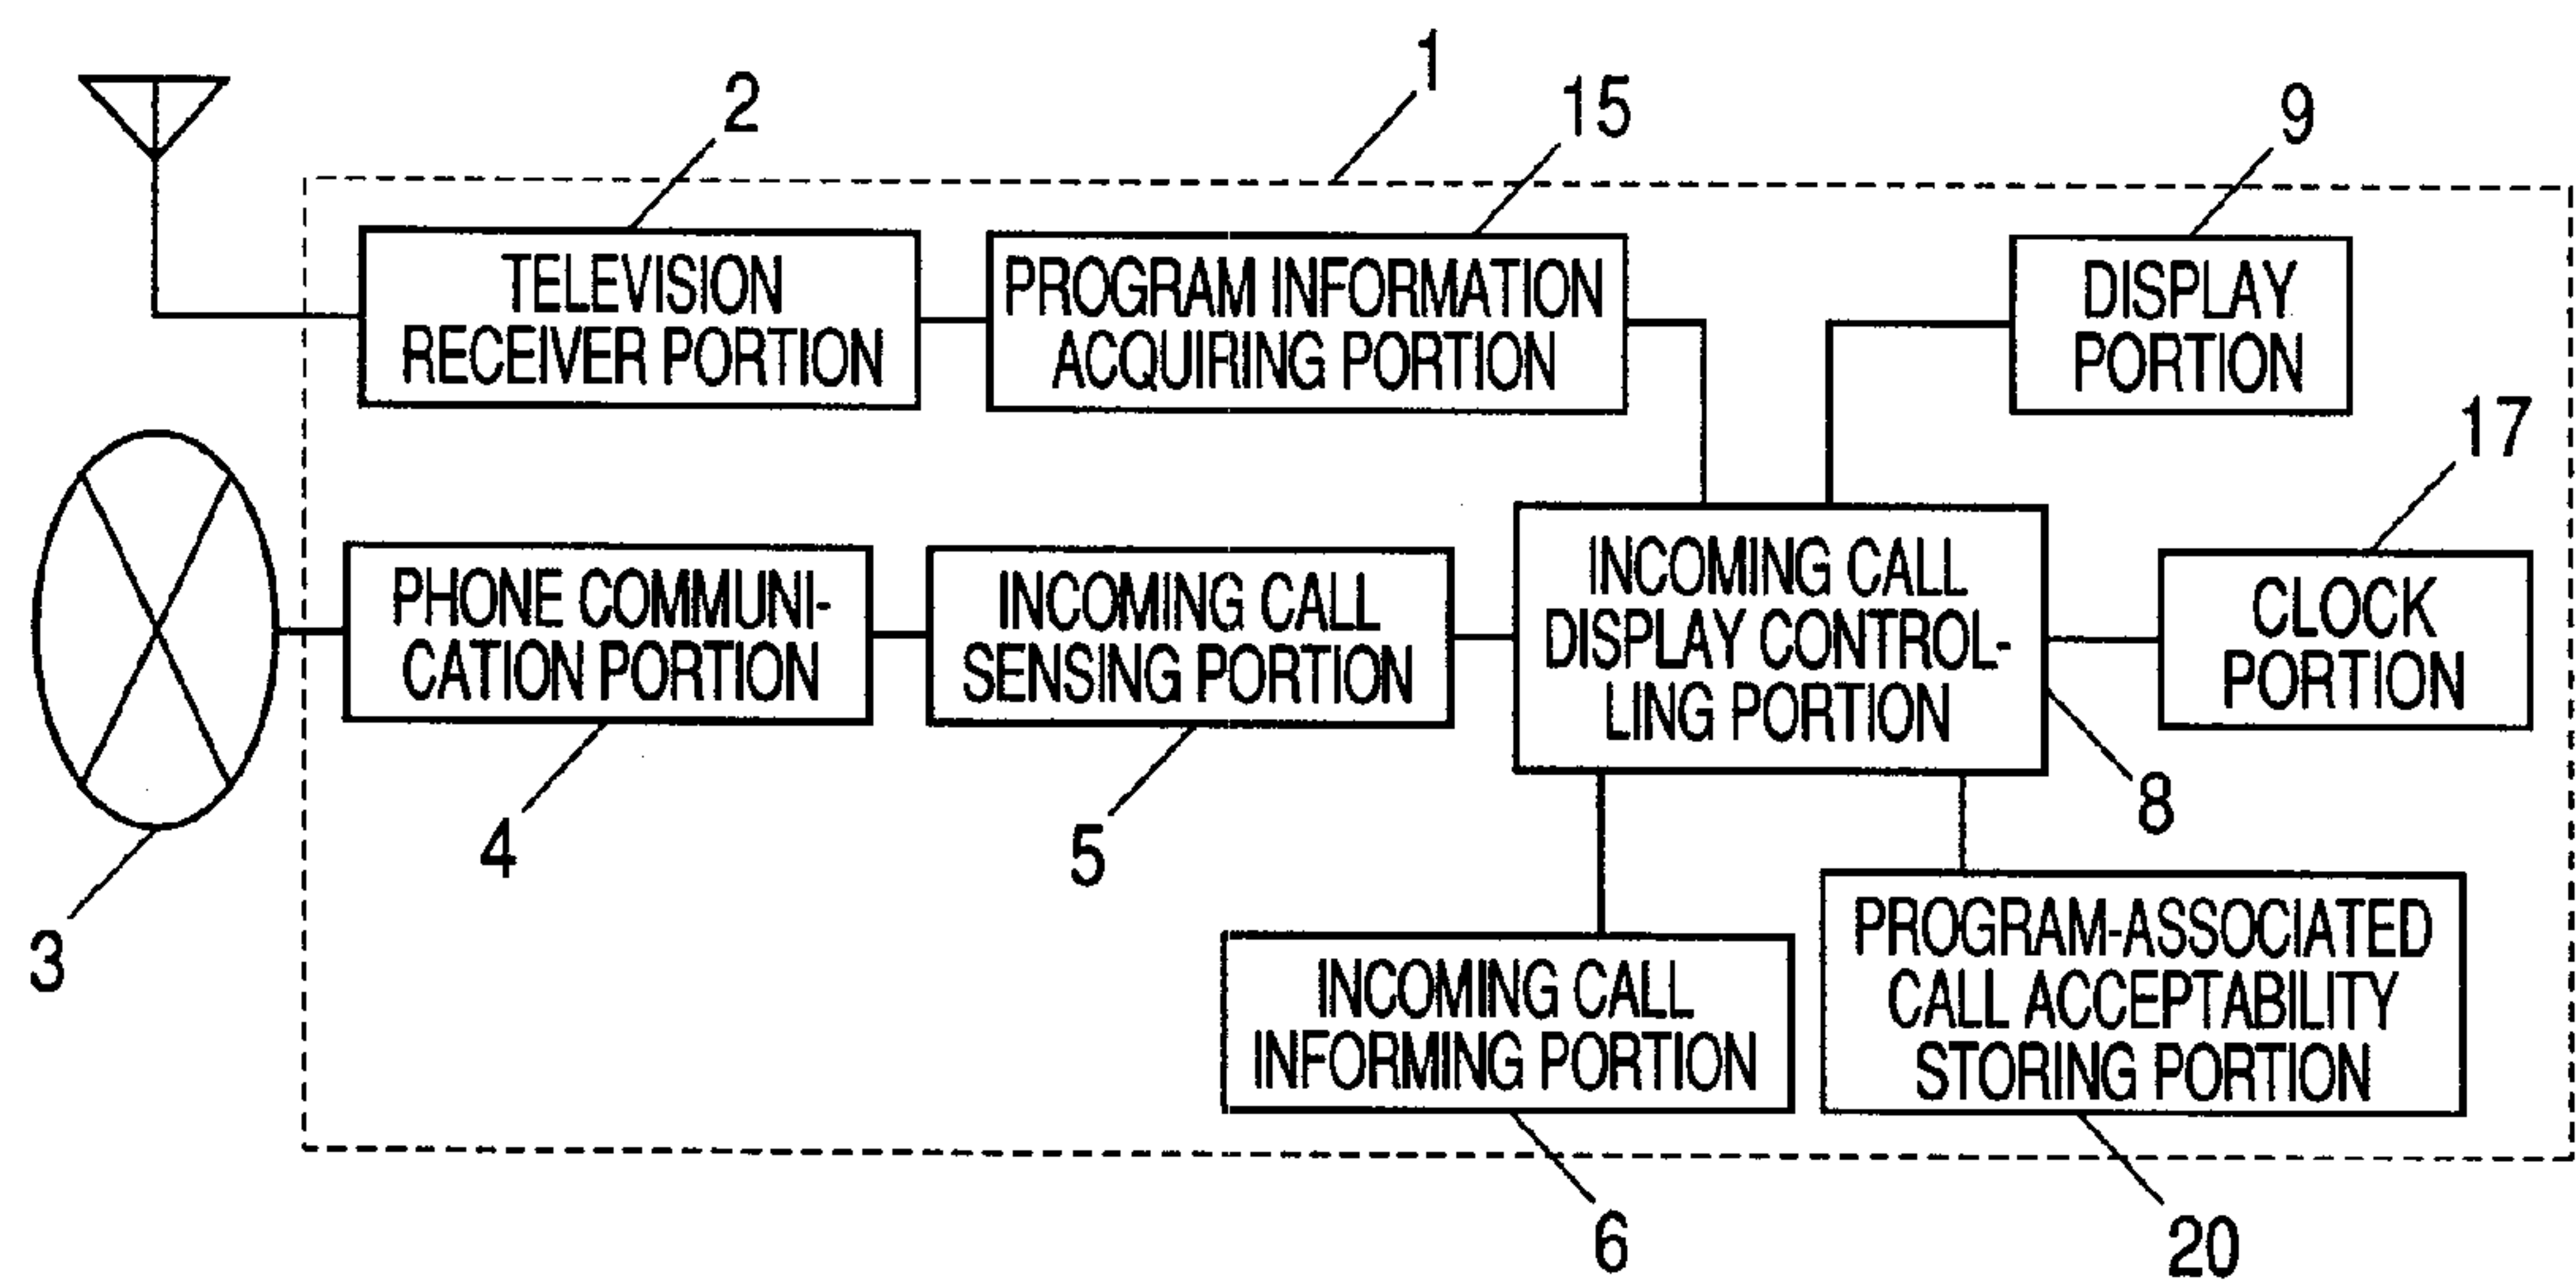 1
2
15
9
TELEVISION
RECEIVER PORTION
PROGRAM INFORMATION
ACQUIRING PORTION
DISPLAY
PORTION
17
PHONE COMMUNI-
CATION PORTION
INCOMING CALL
SENSING PORTION
INCOMING CALL
DISPLAY CONTROL-
LING PORTION
CLOCK
PORTION
8
4
5
3
INCOMING CALL
INFORMING PORTION
PROGRAM-ASSOCIATED
CALL ACCEPTABILITY
STORING PORTION
6
20